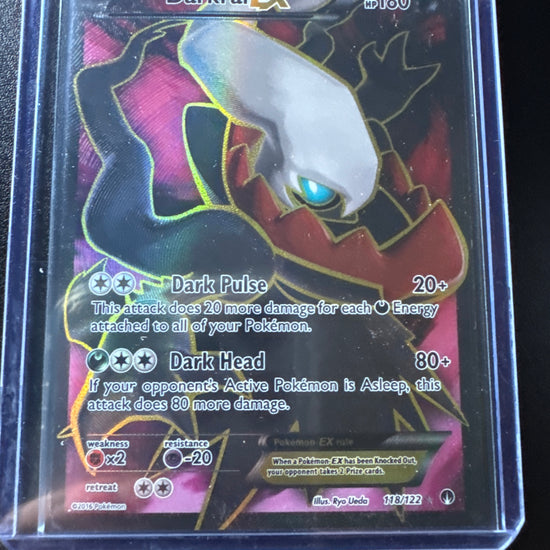 Darkrai EX HP180
Dark Pulse 20+
This attack does 20 more damage for each Energy
attached to all of your Pokémon.
Dark Head 80+
If your opponent's Active Pokémon is Asleep, this
attack does 80 more damage.
weakness resistance Pokémon-EX rule
×2 -20
When a Pokémon-EX has been Knocked Out,
your opponent takes 2 Prize cards.
retreat
©2016 Pokémon Illus. Ryo Ueda 118/122